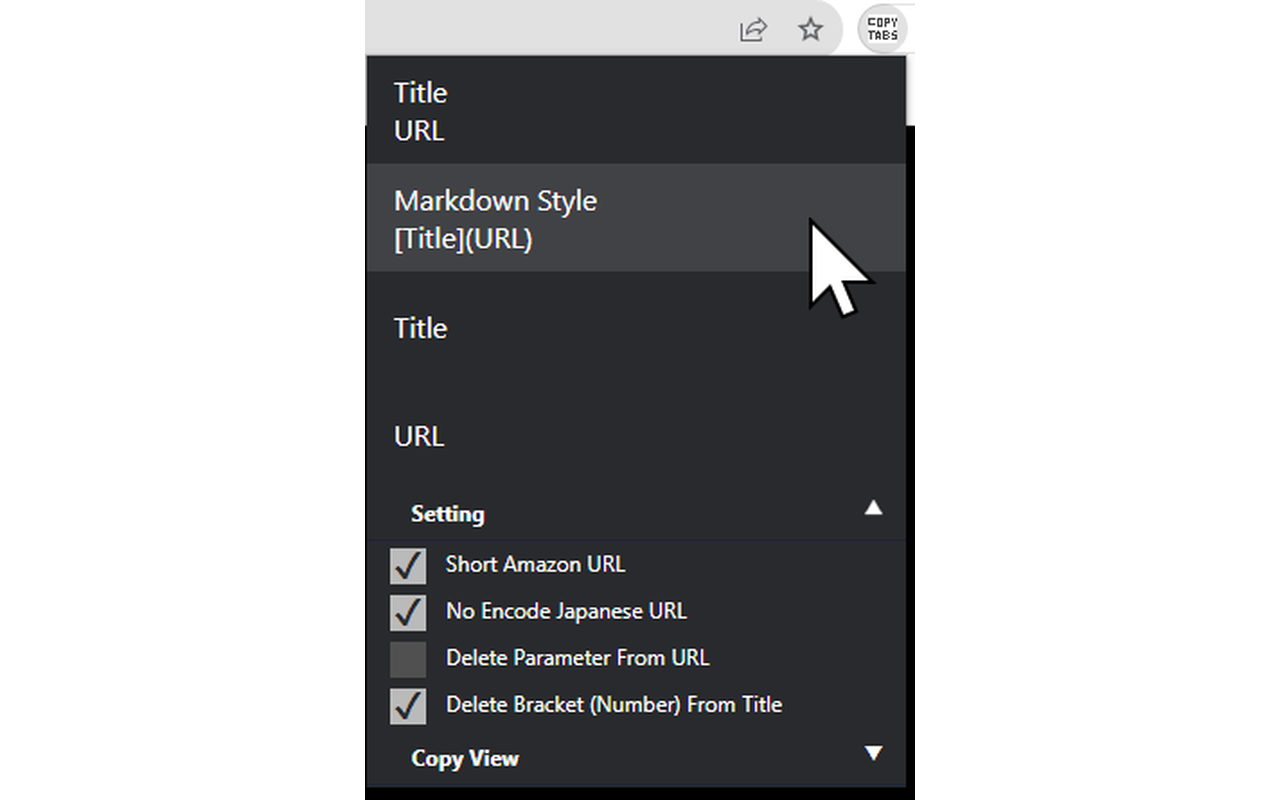 COPY
TABS
Title
URL
Markdown Style
[Title](URL)
Title
URL
Setting
Short Amazon URL
No Encode Japanese URL
Delete Parameter From URL
Delete Bracket (Number) From Title
Copy View